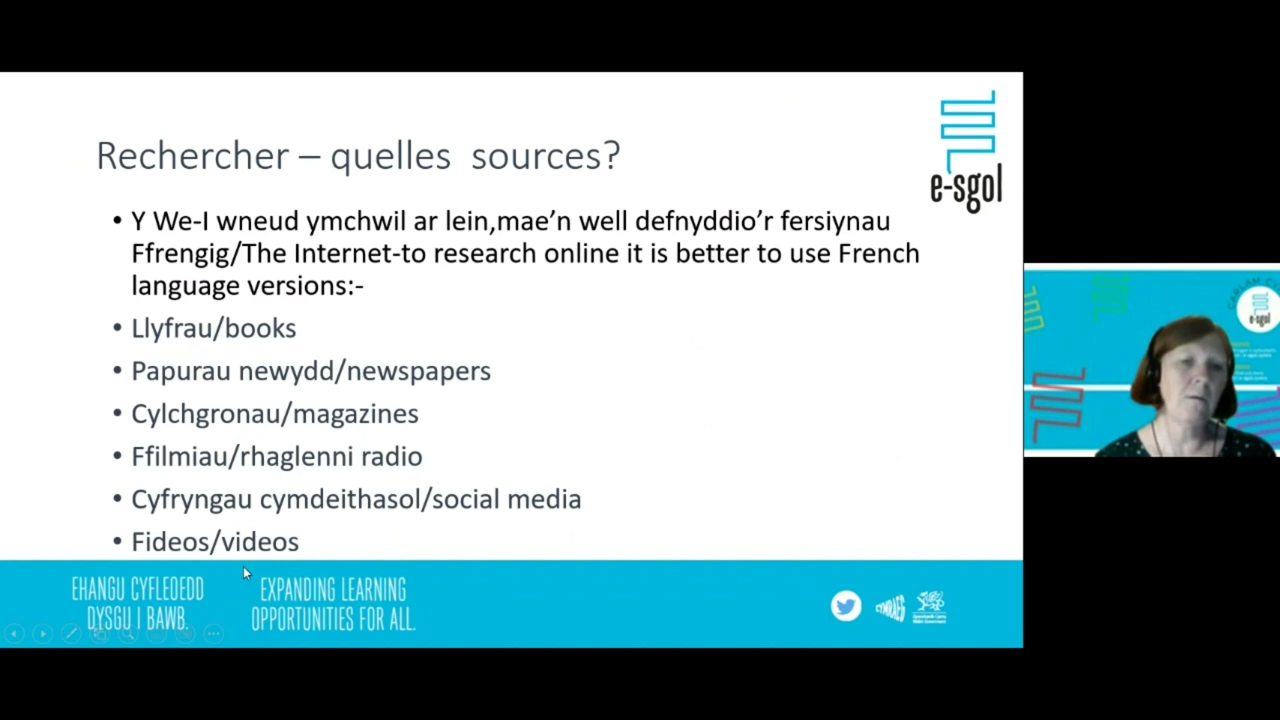 Rechercher – quelles sources?
e-sgol
• Y We-I wneud ymchwil ar lein,mae’n well defnyddio’r fersiynau
Ffrengig/The Internet-to research online it is better to use French
language versions:-
• Llyfrau/books
• Papurau newydd/newspapers
• Cylchgronau/magazines
• Ffilmiau/rhaglenni radio
• Cyfryngau cymdeithasol/social media
• Fideos/videos
EHANGU CYFLEOEDD
DYSGU I BAWB.
EXPANDING LEARNING
OPPORTUNITIES FOR ALL.
CYMRAEG
e-sgol